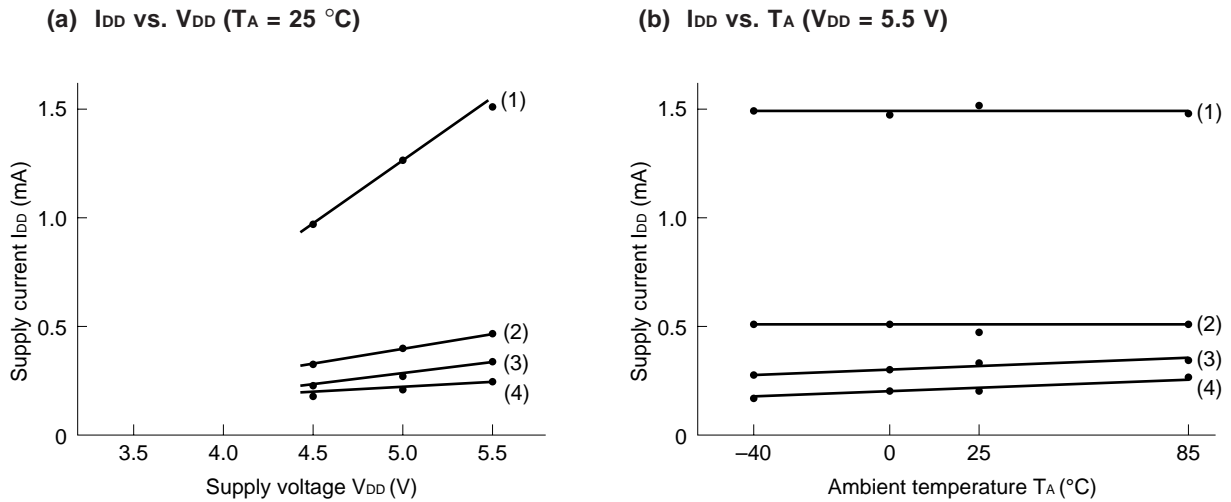 (a) IDD vs. VDD (TA = 25 °C)
Supply current IDD (mA)
1.5
1.0
0.5
0
3.5 4.0 4.5 5.0 5.5
Supply voltage VDD (V)
(1)
(2)
(3)
(4)
(b) IDD vs. TA (VDD = 5.5 V)
Supply current IDD (mA)
1.5
1.0
0.5
0
–40 0 25 85
Ambient temperature TA (°C)
(1)
(2)
(3)
(4)